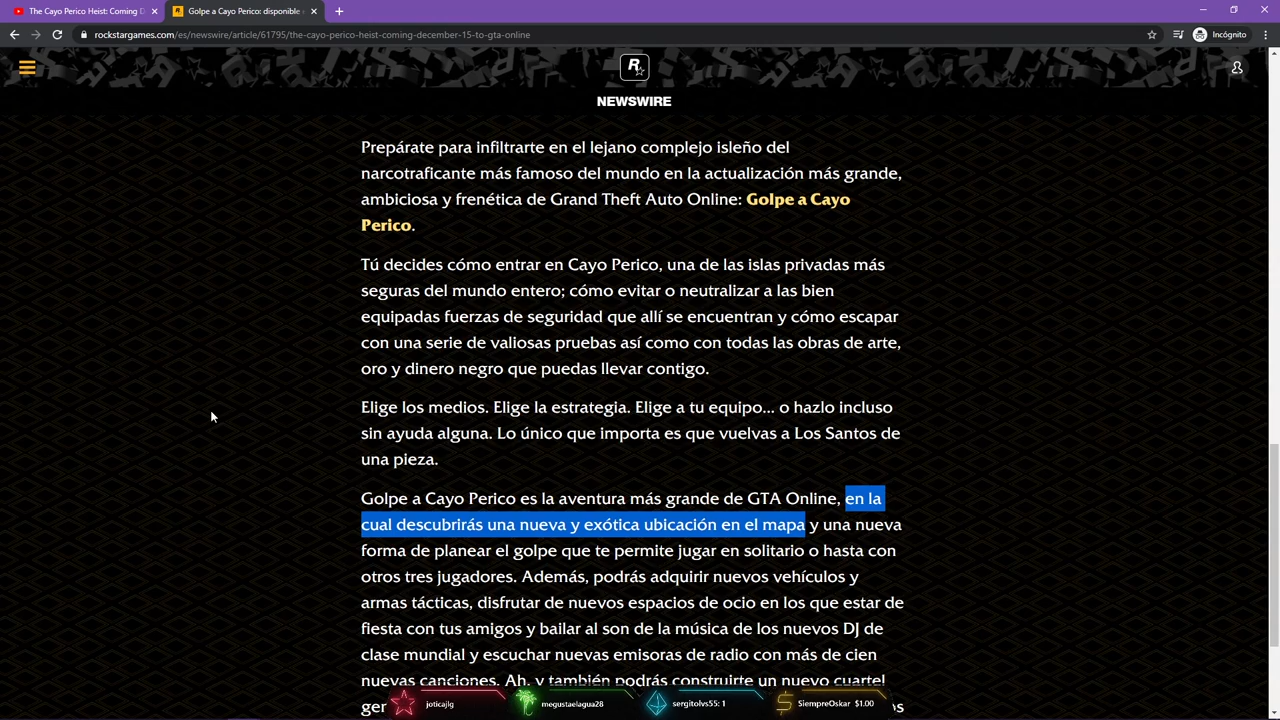 The Cayo Perico Heist: Coming D
Golpe a Cayo Perico: disponible
rockstargames.com/es/newswire/article/61795/the-cayo-perico-heist-coming-december-15-to-gta-online
Incógnito
R
NEWSWIRE
Prepárate para infiltrarte en el lejano complejo isleño del
narcotraficante más famoso del mundo en la actualización más grande,
ambiciosa y frenética de Grand Theft Auto Online: Golpe a Cayo
Perico.
Tú decides cómo entrar en Cayo Perico, una de las islas privadas más
seguras del mundo entero; cómo evitar o neutralizar a las bien
equipadas fuerzas de seguridad que allí se encuentran y cómo escapar
con una serie de valiosas pruebas así como con todas las obras de arte,
oro y dinero negro que puedas llevar contigo.
Elige los medios. Elige la estrategia. Elige a tu equipo... o hazlo incluso
sin ayuda alguna. Lo único que importa es que vuelvas a Los Santos de
una pieza.
Golpe a Cayo Perico es la aventura más grande de GTA Online, en la
cual descubrirás una nueva y exótica ubicación en el mapa y una nueva
forma de planear el golpe que te permite jugar en solitario o hasta con
otros tres jugadores. Además, podrás adquirir nuevos vehículos y
armas tácticas, disfrutar de nuevos espacios de ocio en los que estar de
fiesta con tus amigos y bailar al son de la música de los nuevos DJ de
clase mundial y escuchar nuevas emisoras de radio con más de cien
nuevas canciones. Ah, y también podrás construirte un nuevo cuartel
joticajlg
megustaelagua28
sergitolvs55: 1
SiempreOskar $1.00